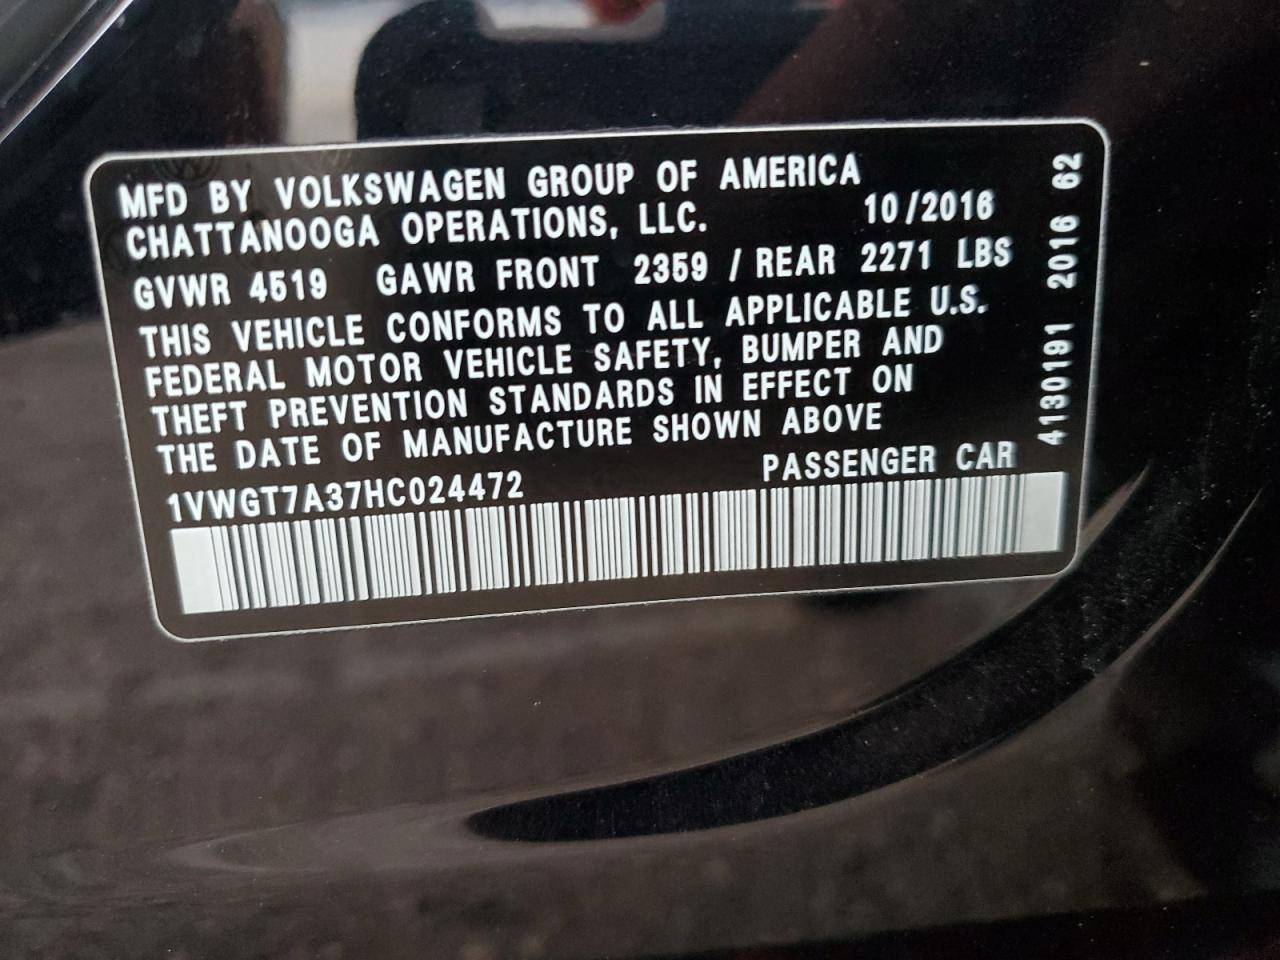 MFD BY VOLKSWAGEN GROUP OF AMERICA
CHATTANOOGA OPERATIONS, LLC. 10/2016
GVWR 4519 GAWR FRONT 2359 / REAR 2271 LBS
THIS VEHICLE CONFORMS TO ALL APPLICABLE U.S.
FEDERAL MOTOR VEHICLE SAFETY, BUMPER AND
THEFT PREVENTION STANDARDS IN EFFECT ON
THE DATE OF MANUFACTURE SHOWN ABOVE
1VWGT7A37HC024472 PASSENGER CAR
4130191 2016 62